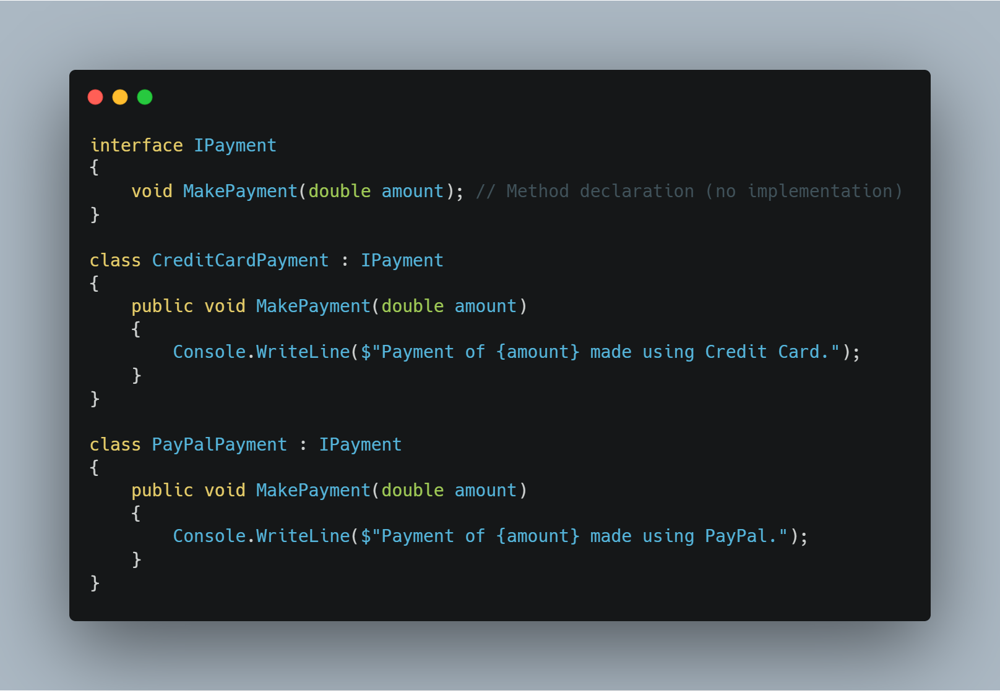 interface IPayment
{
    void MakePayment(double amount); // Method declaration (no implementation)
}

class CreditCardPayment : IPayment
{
    public void MakePayment(double amount)
    {
        Console.WriteLine($"Payment of {amount} made using Credit Card.");
    }
}

class PayPalPayment : IPayment
{
    public void MakePayment(double amount)
    {
        Console.WriteLine($"Payment of {amount} made using PayPal.");
    }
}